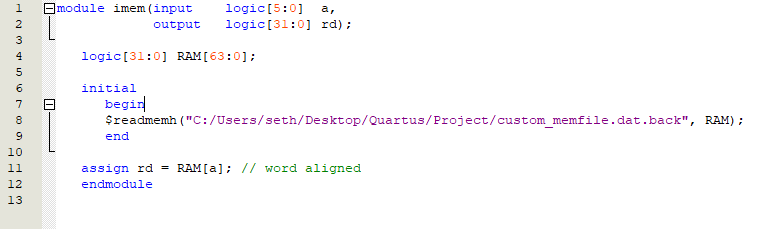 1 module imem(input    logic[5:0]  a,
2             output   logic[31:0] rd);
3
4    logic[31:0] RAM[63:0];
5
6    initial
7       begin
8       $readmemh("C:/Users/seth/Desktop/Quartus/Project/custom_memfile.dat.back", RAM);
9       end
10
11    assign rd = RAM[a]; // word aligned
12    endmodule
13